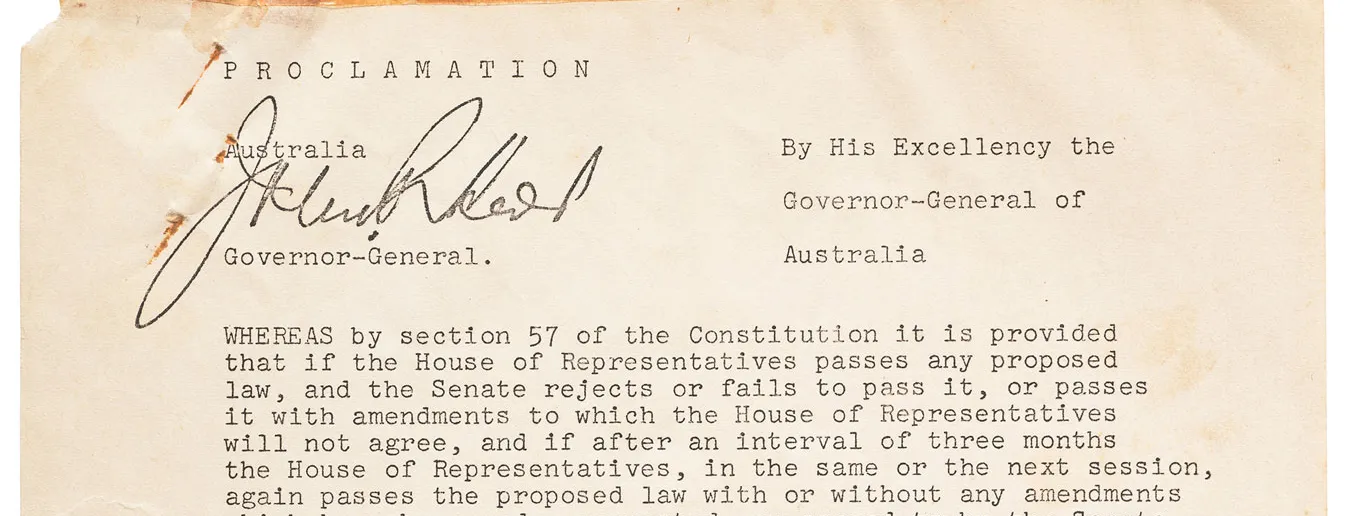 PROCLAMATION
Australia
By His Excellency the
Governor-General of
Governor-General.
Australia
WHEREAS by section 57 of the Constitution it is provided
that if the House of Representatives passes any proposed
law, and the Senate rejects or fails to pass it, or passes
it with amendments to which the House of Representatives
will not agree, and if after an interval of three months
the House of Representatives, in the same or the next session,
again passes the proposed law with or without any amendments